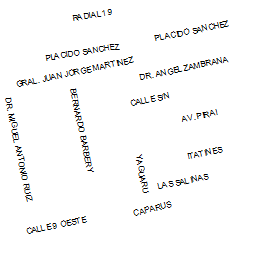 RADIAL 19
PLACIDO SANCHEZ
PLACIDO SANCHEZ
GRAL. JUAN JORGE MARTINEZ
DR. ANGEL ZAMBRANA
CALLE S/N
DR. MIGUEL ANTONIO RUIZ
BERNARDO BARBERY
AV. PIRAI
YAGUARU
ITATINES
LAS SALINAS
CAPARUS
CALLE 9 OESTE